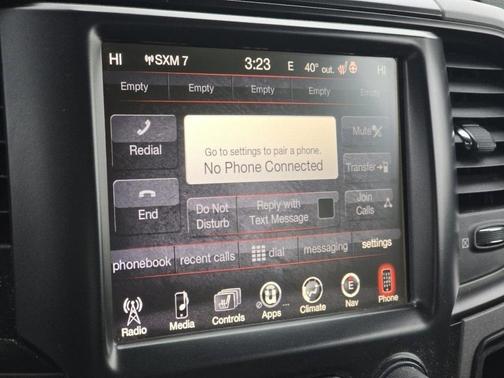 HI SXM 7 3:23 E 40° out. HI
Empty Empty Empty Empty Empty
Redial
Go to settings to pair a phone.
No Phone Connected
Mute
Transfer
End
Do Not
Disturb
Reply with
Text Message
Join
Calls
phonebook recent calls dial messaging settings
Radio Media Controls Apps Climate E Nav Phone